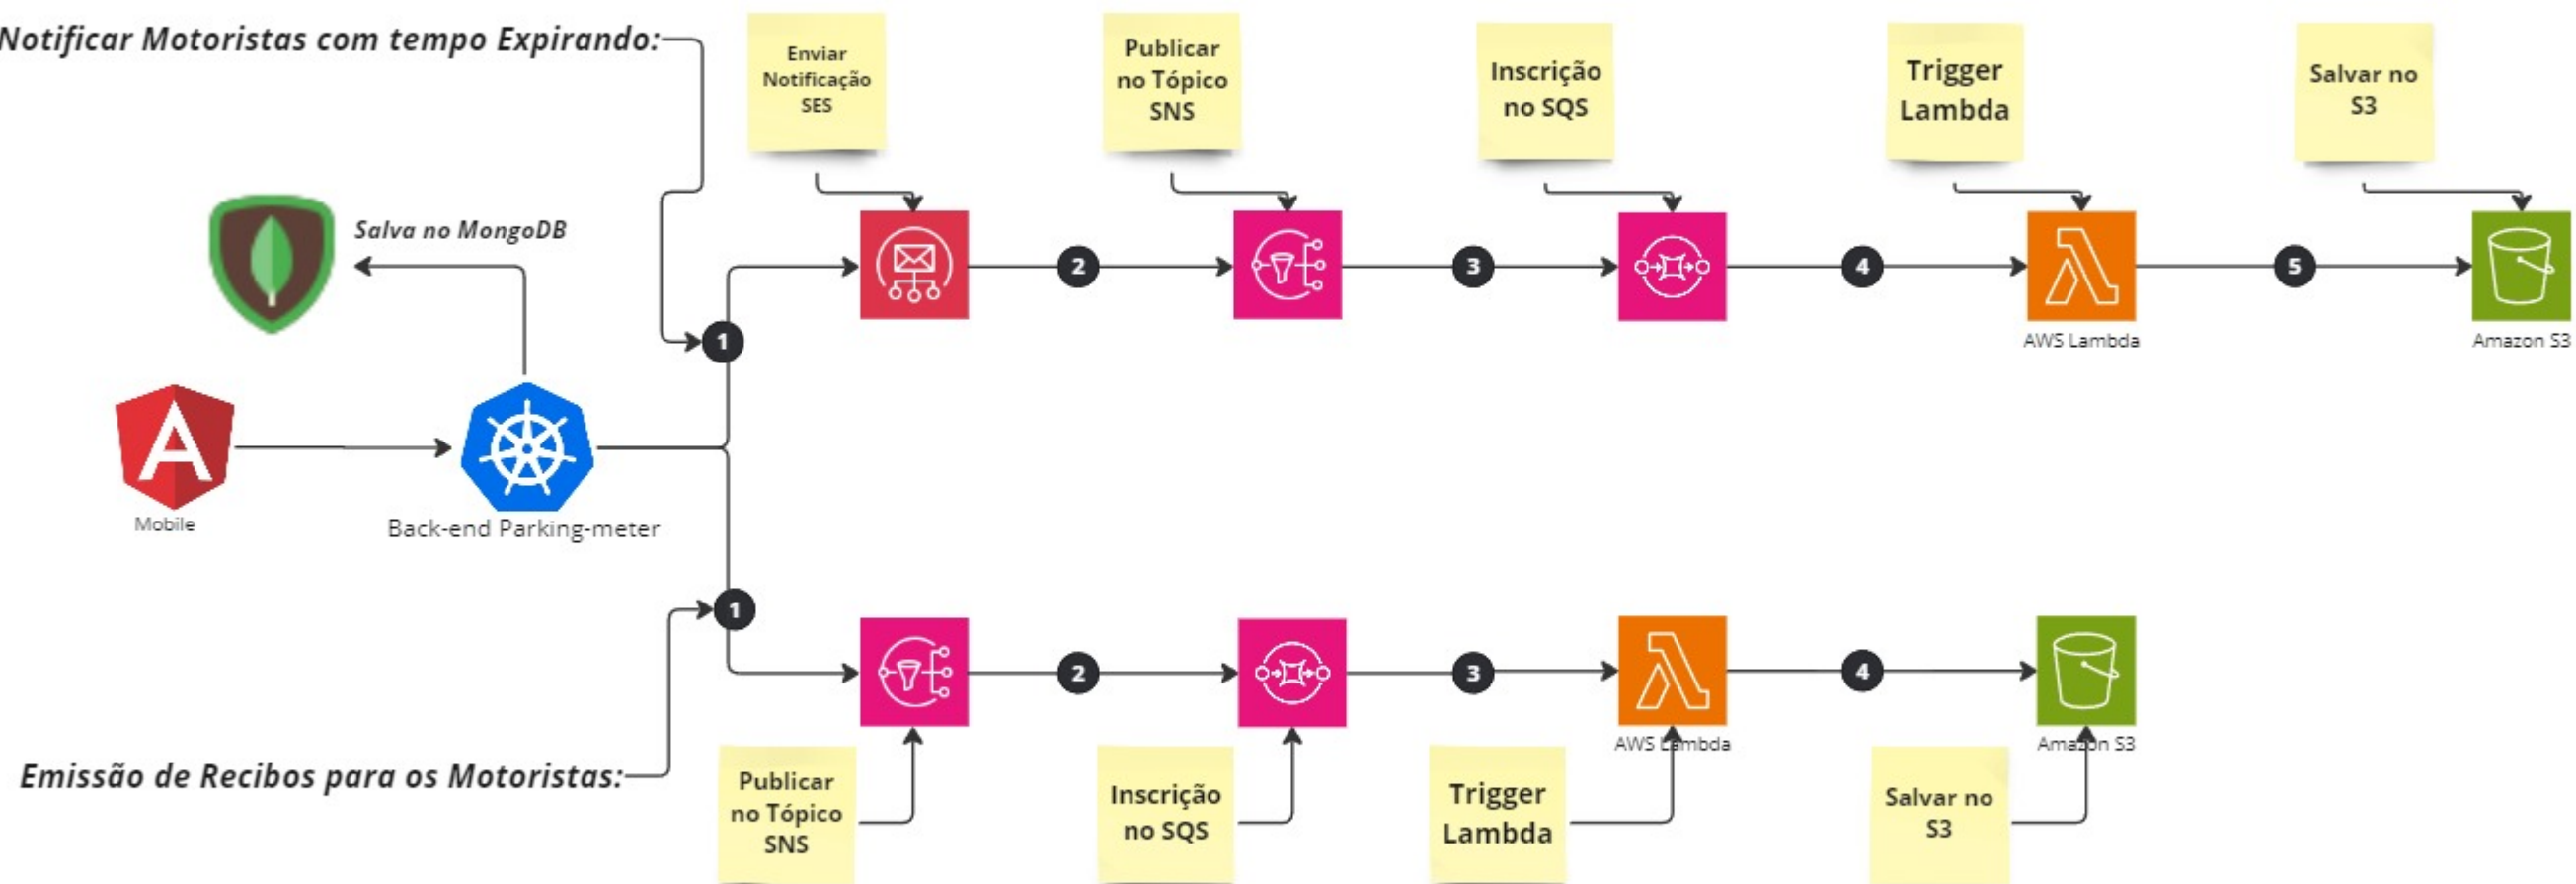 Notificar Motoristas com tempo Expirando:
Enviar
Notificação
SES
Publicar
no Tópico
SNS
Inscrição
no SQS
Trigger
Lambda
Salvar no
S3
Salva no MongoDB
2
3
4
5
1
AWS Lambda
Amazon S3
A
Mobile
Back-end Parking-meter
1
2
3
4
AWS Lambda
Amazon S3
Emissão de Recibos para os Motoristas:
Publicar
no Tópico
SNS
Inscrição
no SQS
Trigger
Lambda
Salvar no
S3